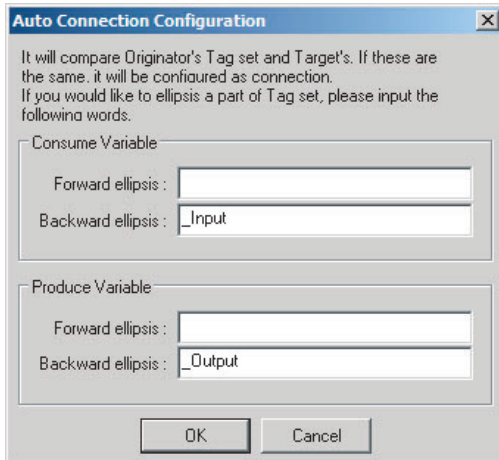 Auto Connection Configuration
It will compare Originator's Tag set and Target's. If these are
the same, it will be configured as connection.
If you would like to ellipsis a part of Tag set, please input the
following words.
Consume Variable
Forward ellipsis :
Backward ellipsis : _Input
Produce Variable
Forward ellipsis :
Backward ellipsis : _Output
OK Cancel